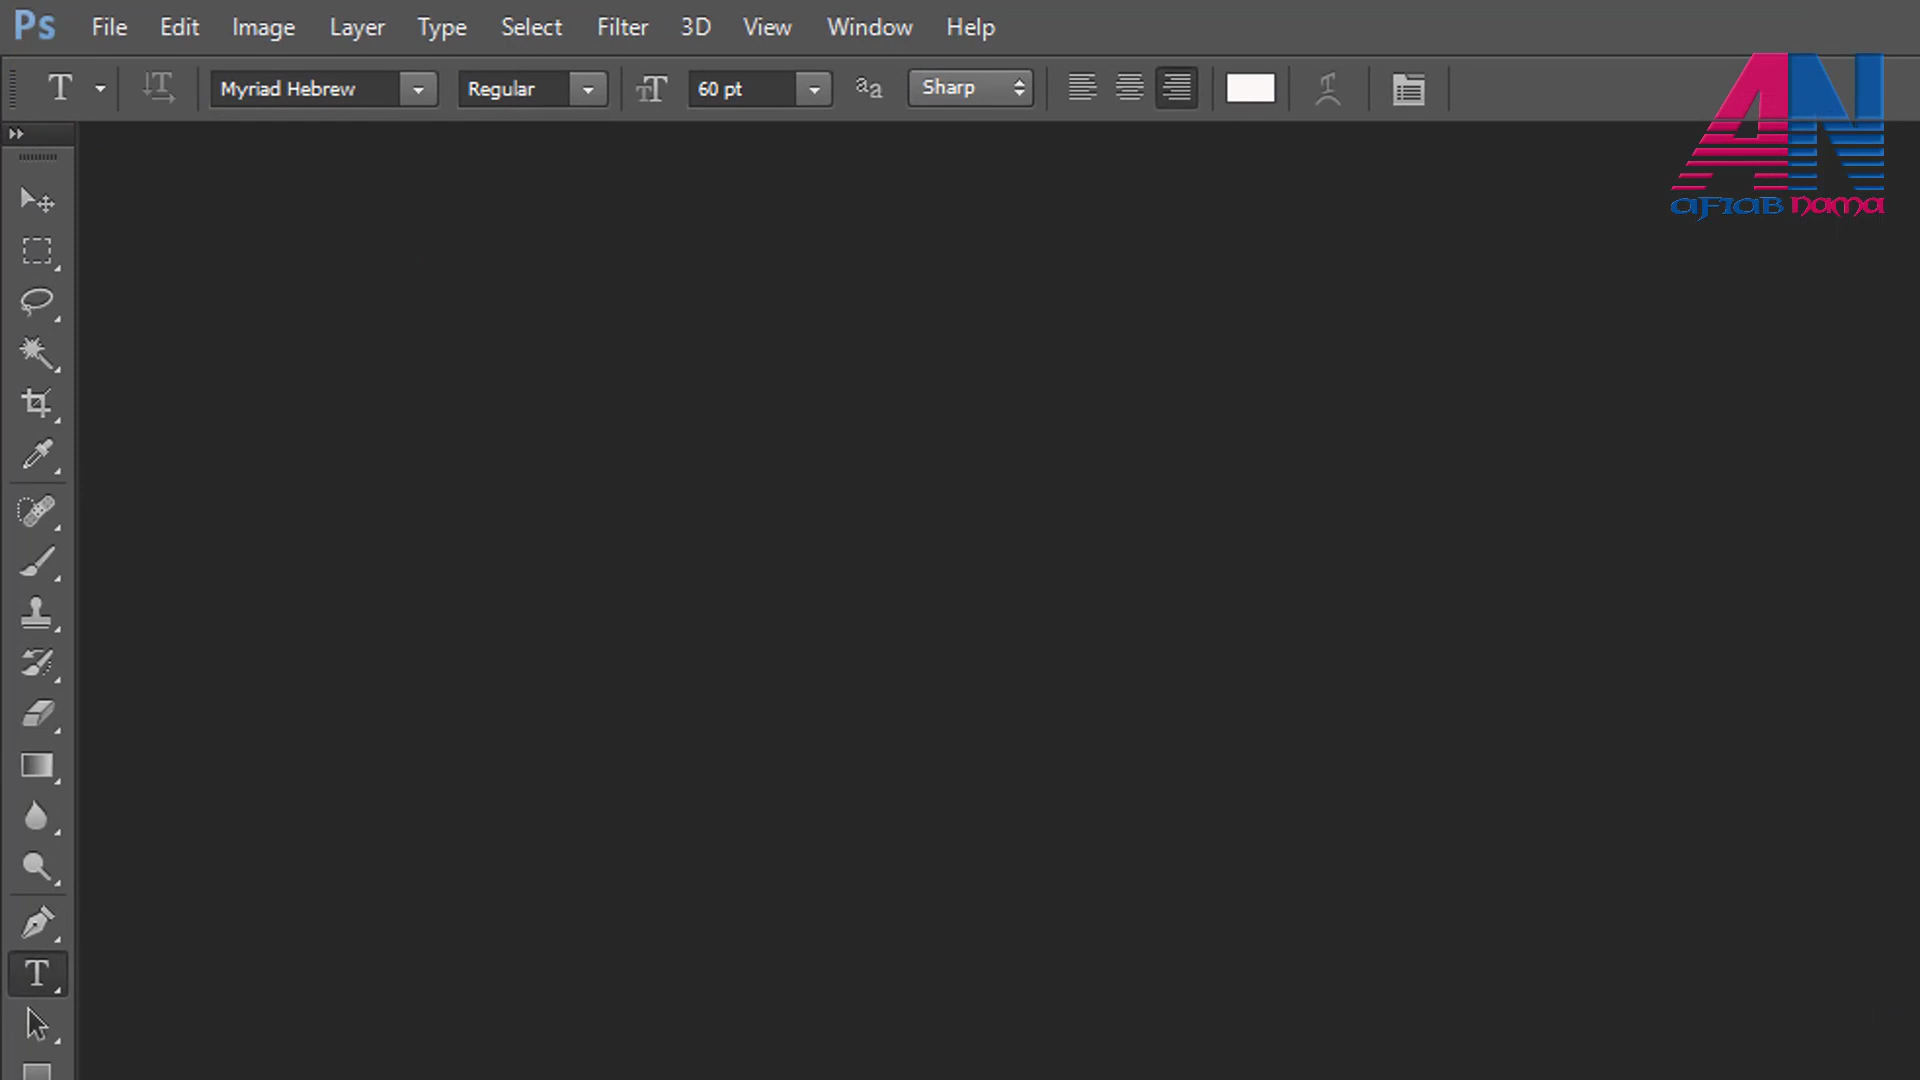 Ps File Edit Image Layer Type Select Filter 3D View Window Help
T Myriad Hebrew Regular 60 pt aa Sharp
AN
aFTaB Nama
T